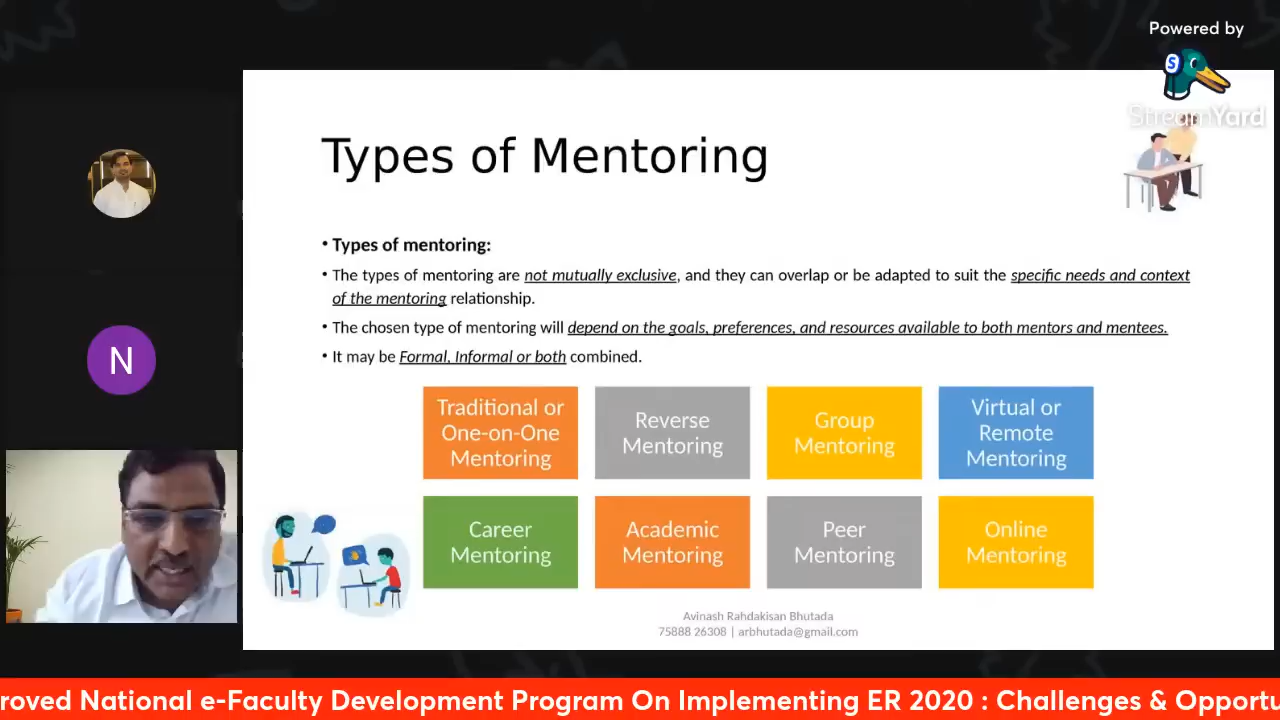 Powered by
S
StreamYard
Types of Mentoring
• Types of mentoring:
• The types of mentoring are not mutually exclusive, and they can overlap or be adapted to suit the specific needs and context
of the mentoring relationship.
• The chosen type of mentoring will depend on the goals, preferences, and resources available to both mentors and mentees.
• It may be Formal, Informal or both combined.
N
Traditional or
One-on-One
Mentoring
Reverse
Mentoring
Group
Mentoring
Virtual or
Remote
Mentoring
Career
Mentoring
Academic
Mentoring
Peer
Mentoring
Online
Mentoring
Avinash Rahdakisan Bhutada
75888 26308 | arbhutada@gmail.com
roved National e-Faculty Development Program On Implementing ER 2020 : Challenges & Opportu